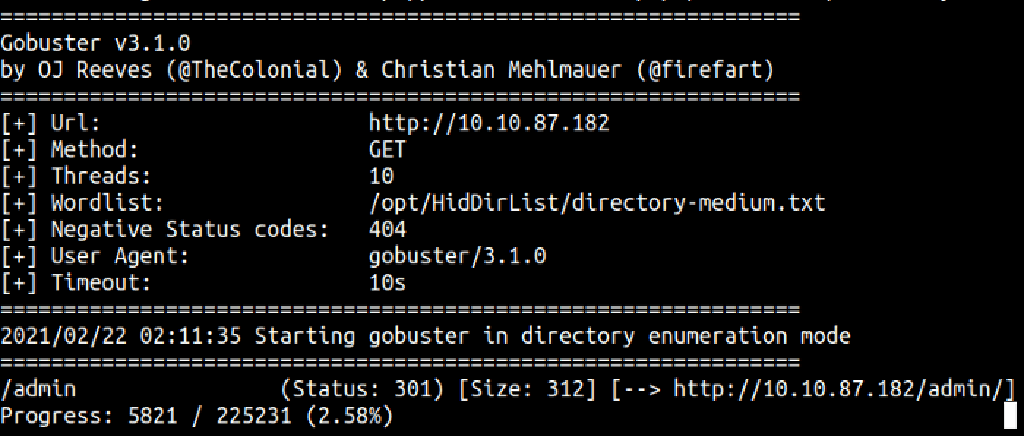 ===============================================================
Gobuster v3.1.0
by OJ Reeves (@TheColonial) & Christian Mehlmauer (@firefart)
===============================================================
[+] Url:                     http://10.10.87.182
[+] Method:                  GET
[+] Threads:                 10
[+] Wordlist:                /opt/HidDirList/directory-medium.txt
[+] Negative Status codes:   404
[+] User Agent:              gobuster/3.1.0
[+] Timeout:                 10s
===============================================================
2021/02/22 02:11:35 Starting gobuster in directory enumeration mode
===============================================================
/admin                (Status: 301) [Size: 312] [--> http://10.10.87.182/admin/]
Progress: 5821 / 225231 (2.58%)